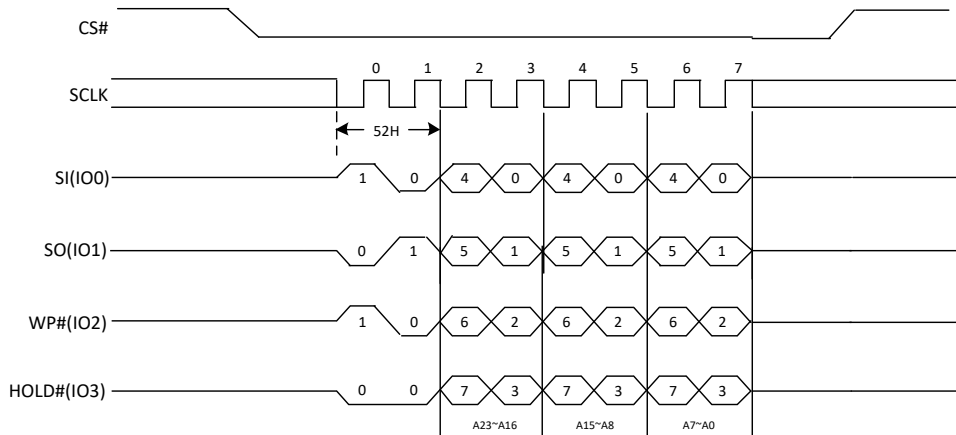 CS#
0 1 2 3 4 5 6 7
SCLK
52H
SI(IO0) 1 0 4 0 4 0 4 0
SO(IO1) 0 1 5 1 5 1 5 1
WP#(IO2) 1 0 6 2 6 2 6 2
HOLD#(IO3) 0 0 7 3 7 3 7 3
A23~A16 A15~A8 A7~A0